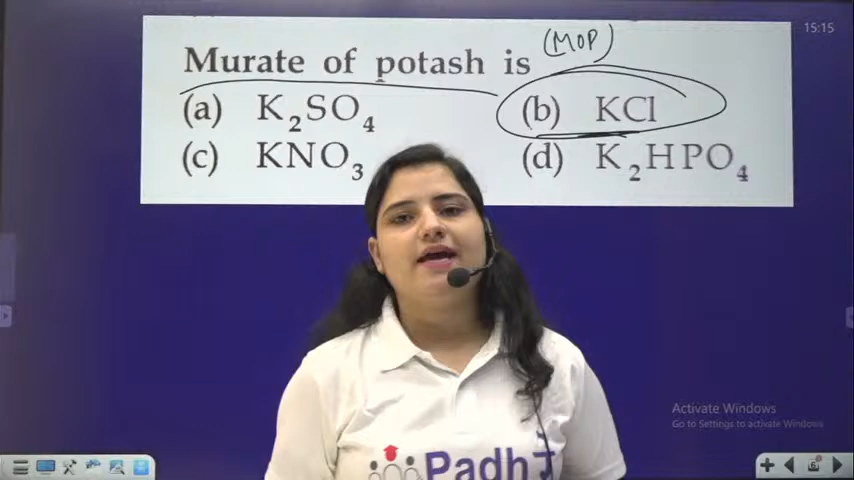 15:15
(MOP)
Murate of potash is
(a) K₂SO₄ (b) KCl
(c) KNO₃ (d) K₂HPO₄
Activate Windows
Go to Settings to activate Windows.